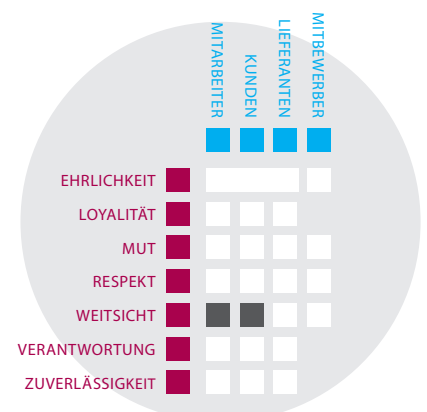 MITARBEITER
KUNDEN
LIEFERANTEN
MITBEWERBER
EHRLICHKEIT
LOYALITÄT
MUT
RESPEKT
WEITSICHT
VERANTWORTUNG
ZUVERLÄSSIGKEIT